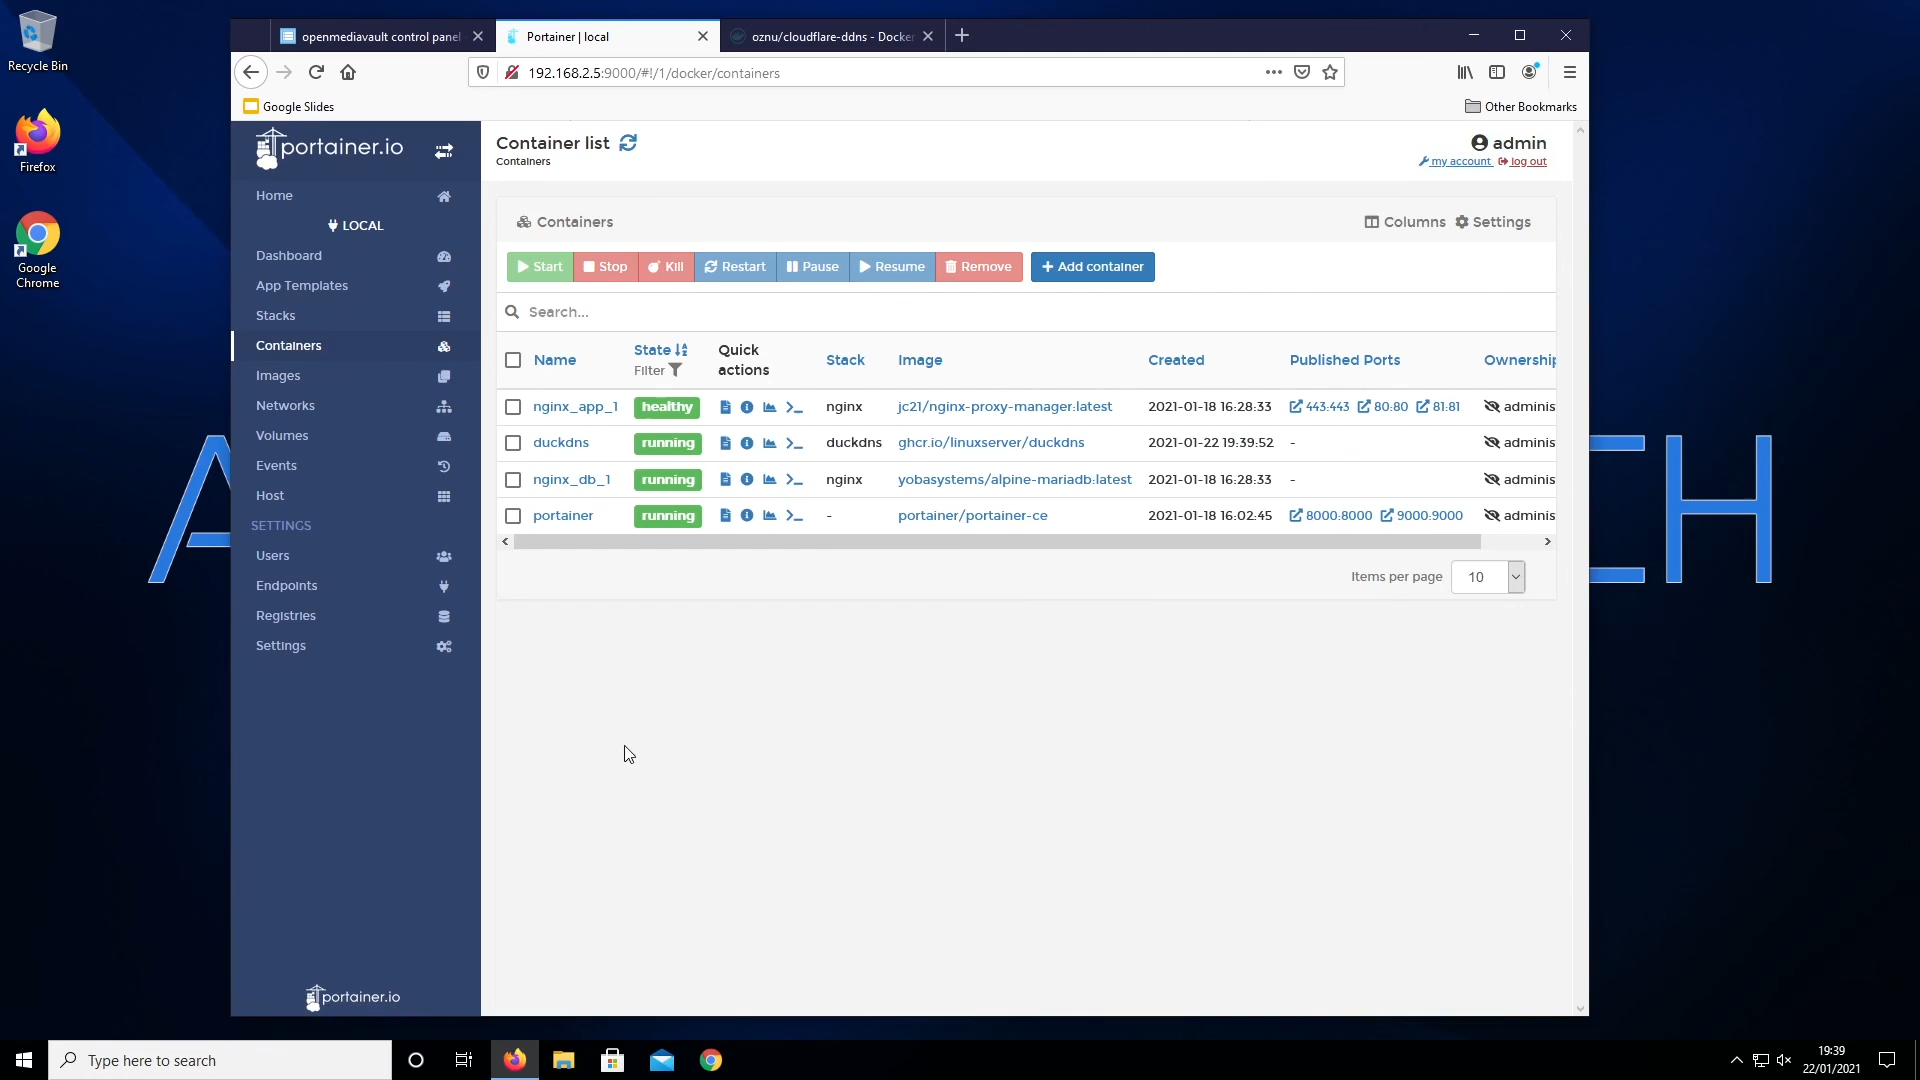 Recycle Bin
Firefox
Google
Chrome
openmediavault control panel
Portainer | local
oznu/cloudflare-ddns - Docker
192.168.2.5:9000/#!/1/docker/containers
Google Slides
Other Bookmarks
portainer.io
Home
LOCAL
Dashboard
App Templates
Stacks
Containers
Images
Networks
Volumes
Events
Host
SETTINGS
Users
Endpoints
Registries
Settings
portainer.io
Container list
Containers
admin
my account log out
Containers
Columns Settings
Start Stop Kill Restart Pause Resume Remove Add container
Search...
Name State Filter Quick actions Stack Image Created Published Ports Ownership
nginx_app_1 healthy nginx jc21/nginx-proxy-manager:latest 2021-01-18 16:28:33 443:443 80:80 81:81 adminis
duckdns running duckdns ghcr.io/linuxserver/duckdns 2021-01-22 19:39:52 - adminis
nginx_db_1 running nginx yobasystems/alpine-mariadb:latest 2021-01-18 16:28:33 - adminis
portainer running - portainer/portainer-ce 2021-01-18 16:02:45 8000:8000 9000:9000 adminis
Items per page 10
Type here to search
19:39
22/01/2021